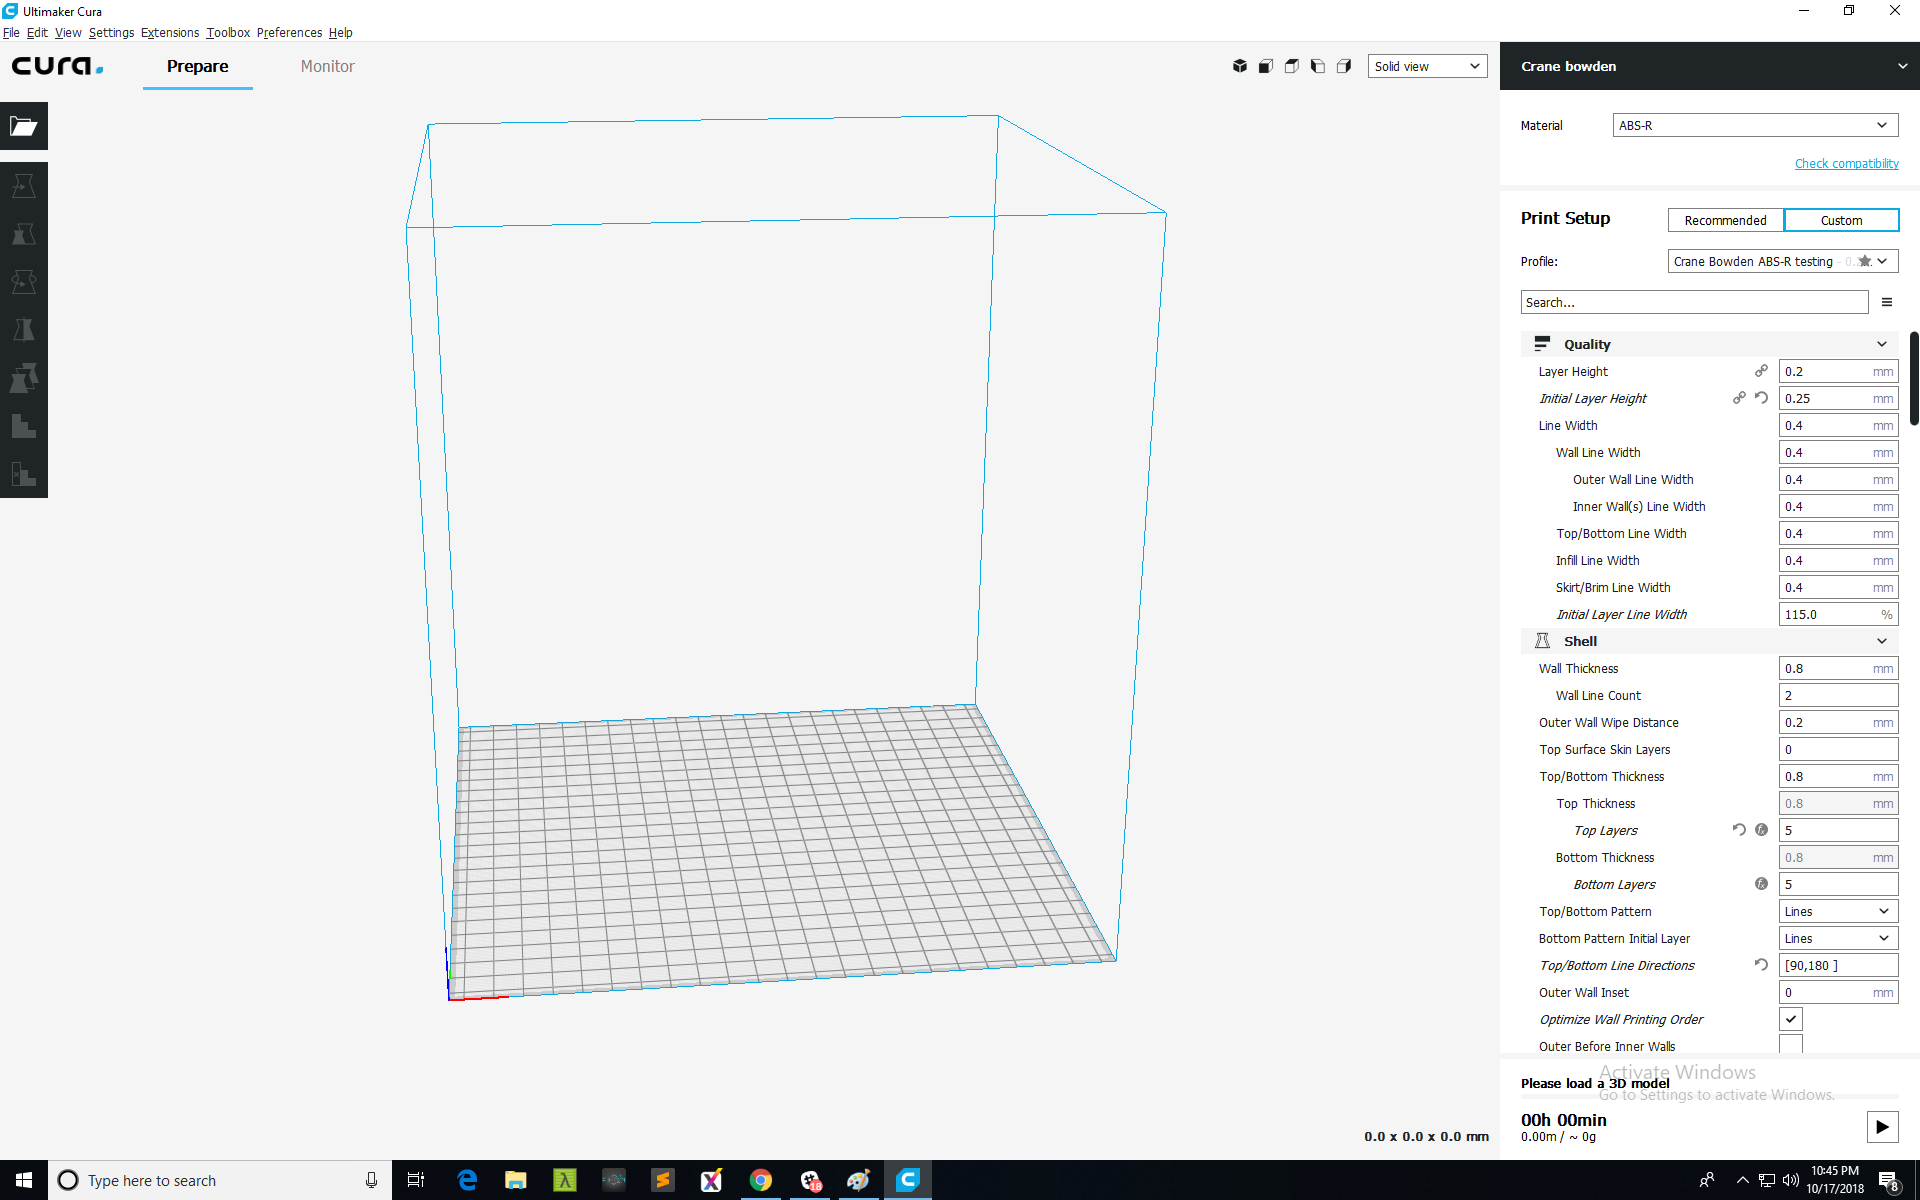 Ultimaker Cura
File Edit View Settings Extensions Toolbox Preferences Help
cura.
Prepare
Monitor
Solid view
Crane bowden
Material
ABS-R
Check compatibility
Print Setup
Recommended
Custom
Profile:
Crane Bowden ABS-R testing
Search...
Quality
Layer Height 0.2 mm
Initial Layer Height 0.25 mm
Line Width 0.4 mm
Wall Line Width 0.4 mm
Outer Wall Line Width 0.4 mm
Inner Wall(s) Line Width 0.4 mm
Top/Bottom Line Width 0.4 mm
Infill Line Width 0.4 mm
Skirt/Brim Line Width 0.4 mm
Initial Layer Line Width 115.0 %
Shell
Wall Thickness 0.8 mm
Wall Line Count 2
Outer Wall Wipe Distance 0.2 mm
Top Surface Skin Layers 0
Top/Bottom Thickness 0.8 mm
Top Thickness 0.8 mm
Top Layers 5
Bottom Thickness 0.8 mm
Bottom Layers 5
Top/Bottom Pattern Lines
Bottom Pattern Initial Layer Lines
Top/Bottom Line Directions [90,180 ]
Outer Wall Inset 0 mm
Optimize Wall Printing Order
Outer Before Inner Walls
Activate Windows
Please load a 3D model
Go to Settings to activate Windows.
00h 00min
0.00m / ~ 0g
0.0 x 0.0 x 0.0 mm
Type here to search
18
10:45 PM
10/17/2018
8